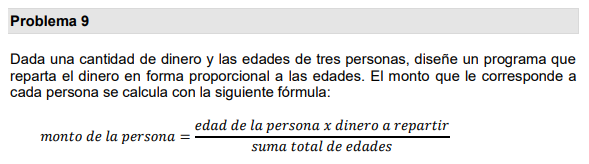 Problema 9
Dada una cantidad de dinero y las edades de tres personas, diseñe un programa que
reparta el dinero en forma proporcional a las edades. El monto que le corresponde a
cada persona se calcula con la siguiente fórmula:
monto de la persona = edad de la persona x dinero a repartir / suma total de edades